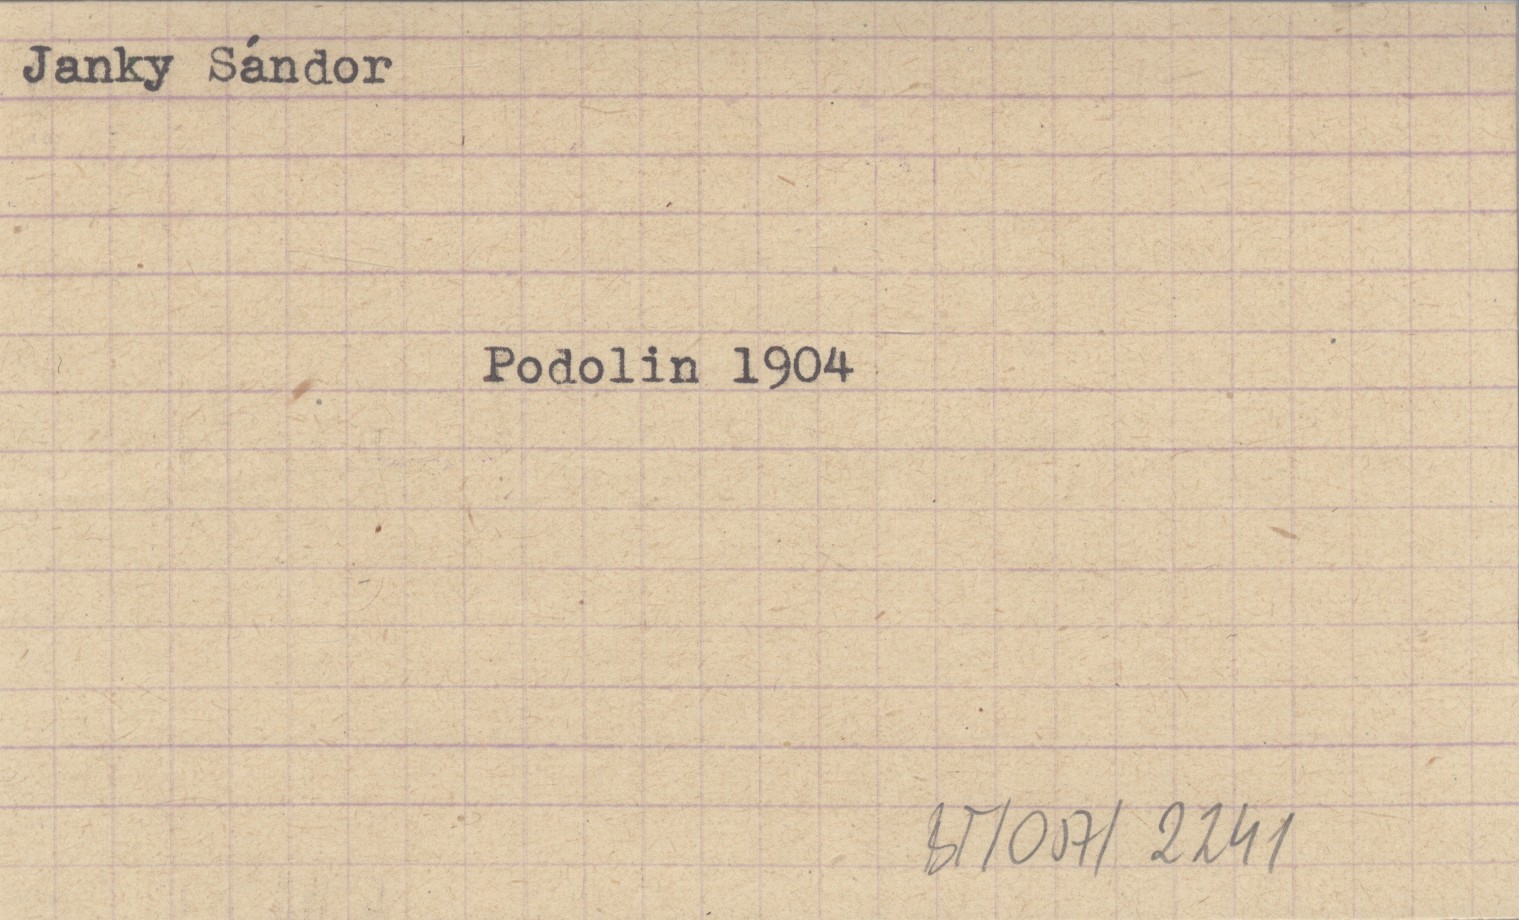 Janky Sándor
Podolin 1904
BT/007/ 2241